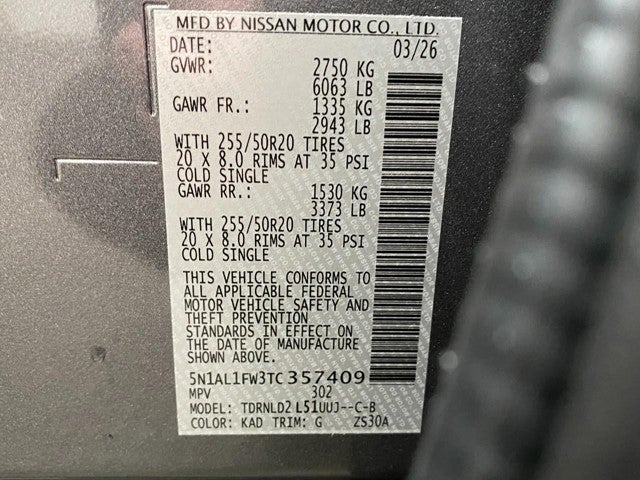 MFD BY NISSAN MOTOR CO., LTD.
DATE: 03/26
GVWR: 2750 KG
6063 LB
GAWR FR.: 1335 KG
2943 LB
WITH 255/50R20 TIRES
20 X 8.0 RIMS AT 35 PSI
COLD SINGLE
GAWR RR.: 1530 KG
3373 LB
WITH 255/50R20 TIRES
20 X 8.0 RIMS AT 35 PSI
COLD SINGLE
THIS VEHICLE CONFORMS TO
ALL APPLICABLE FEDERAL
MOTOR VEHICLE SAFETY AND
THEFT PREVENTION
STANDARDS IN EFFECT ON
THE DATE OF MANUFACTURE
SHOWN ABOVE.
5N1AL1FW3TC357409
MPV 302
MODEL: TDRNLD2 L51UUJ--C-B
COLOR: KAD TRIM: G ZS30A